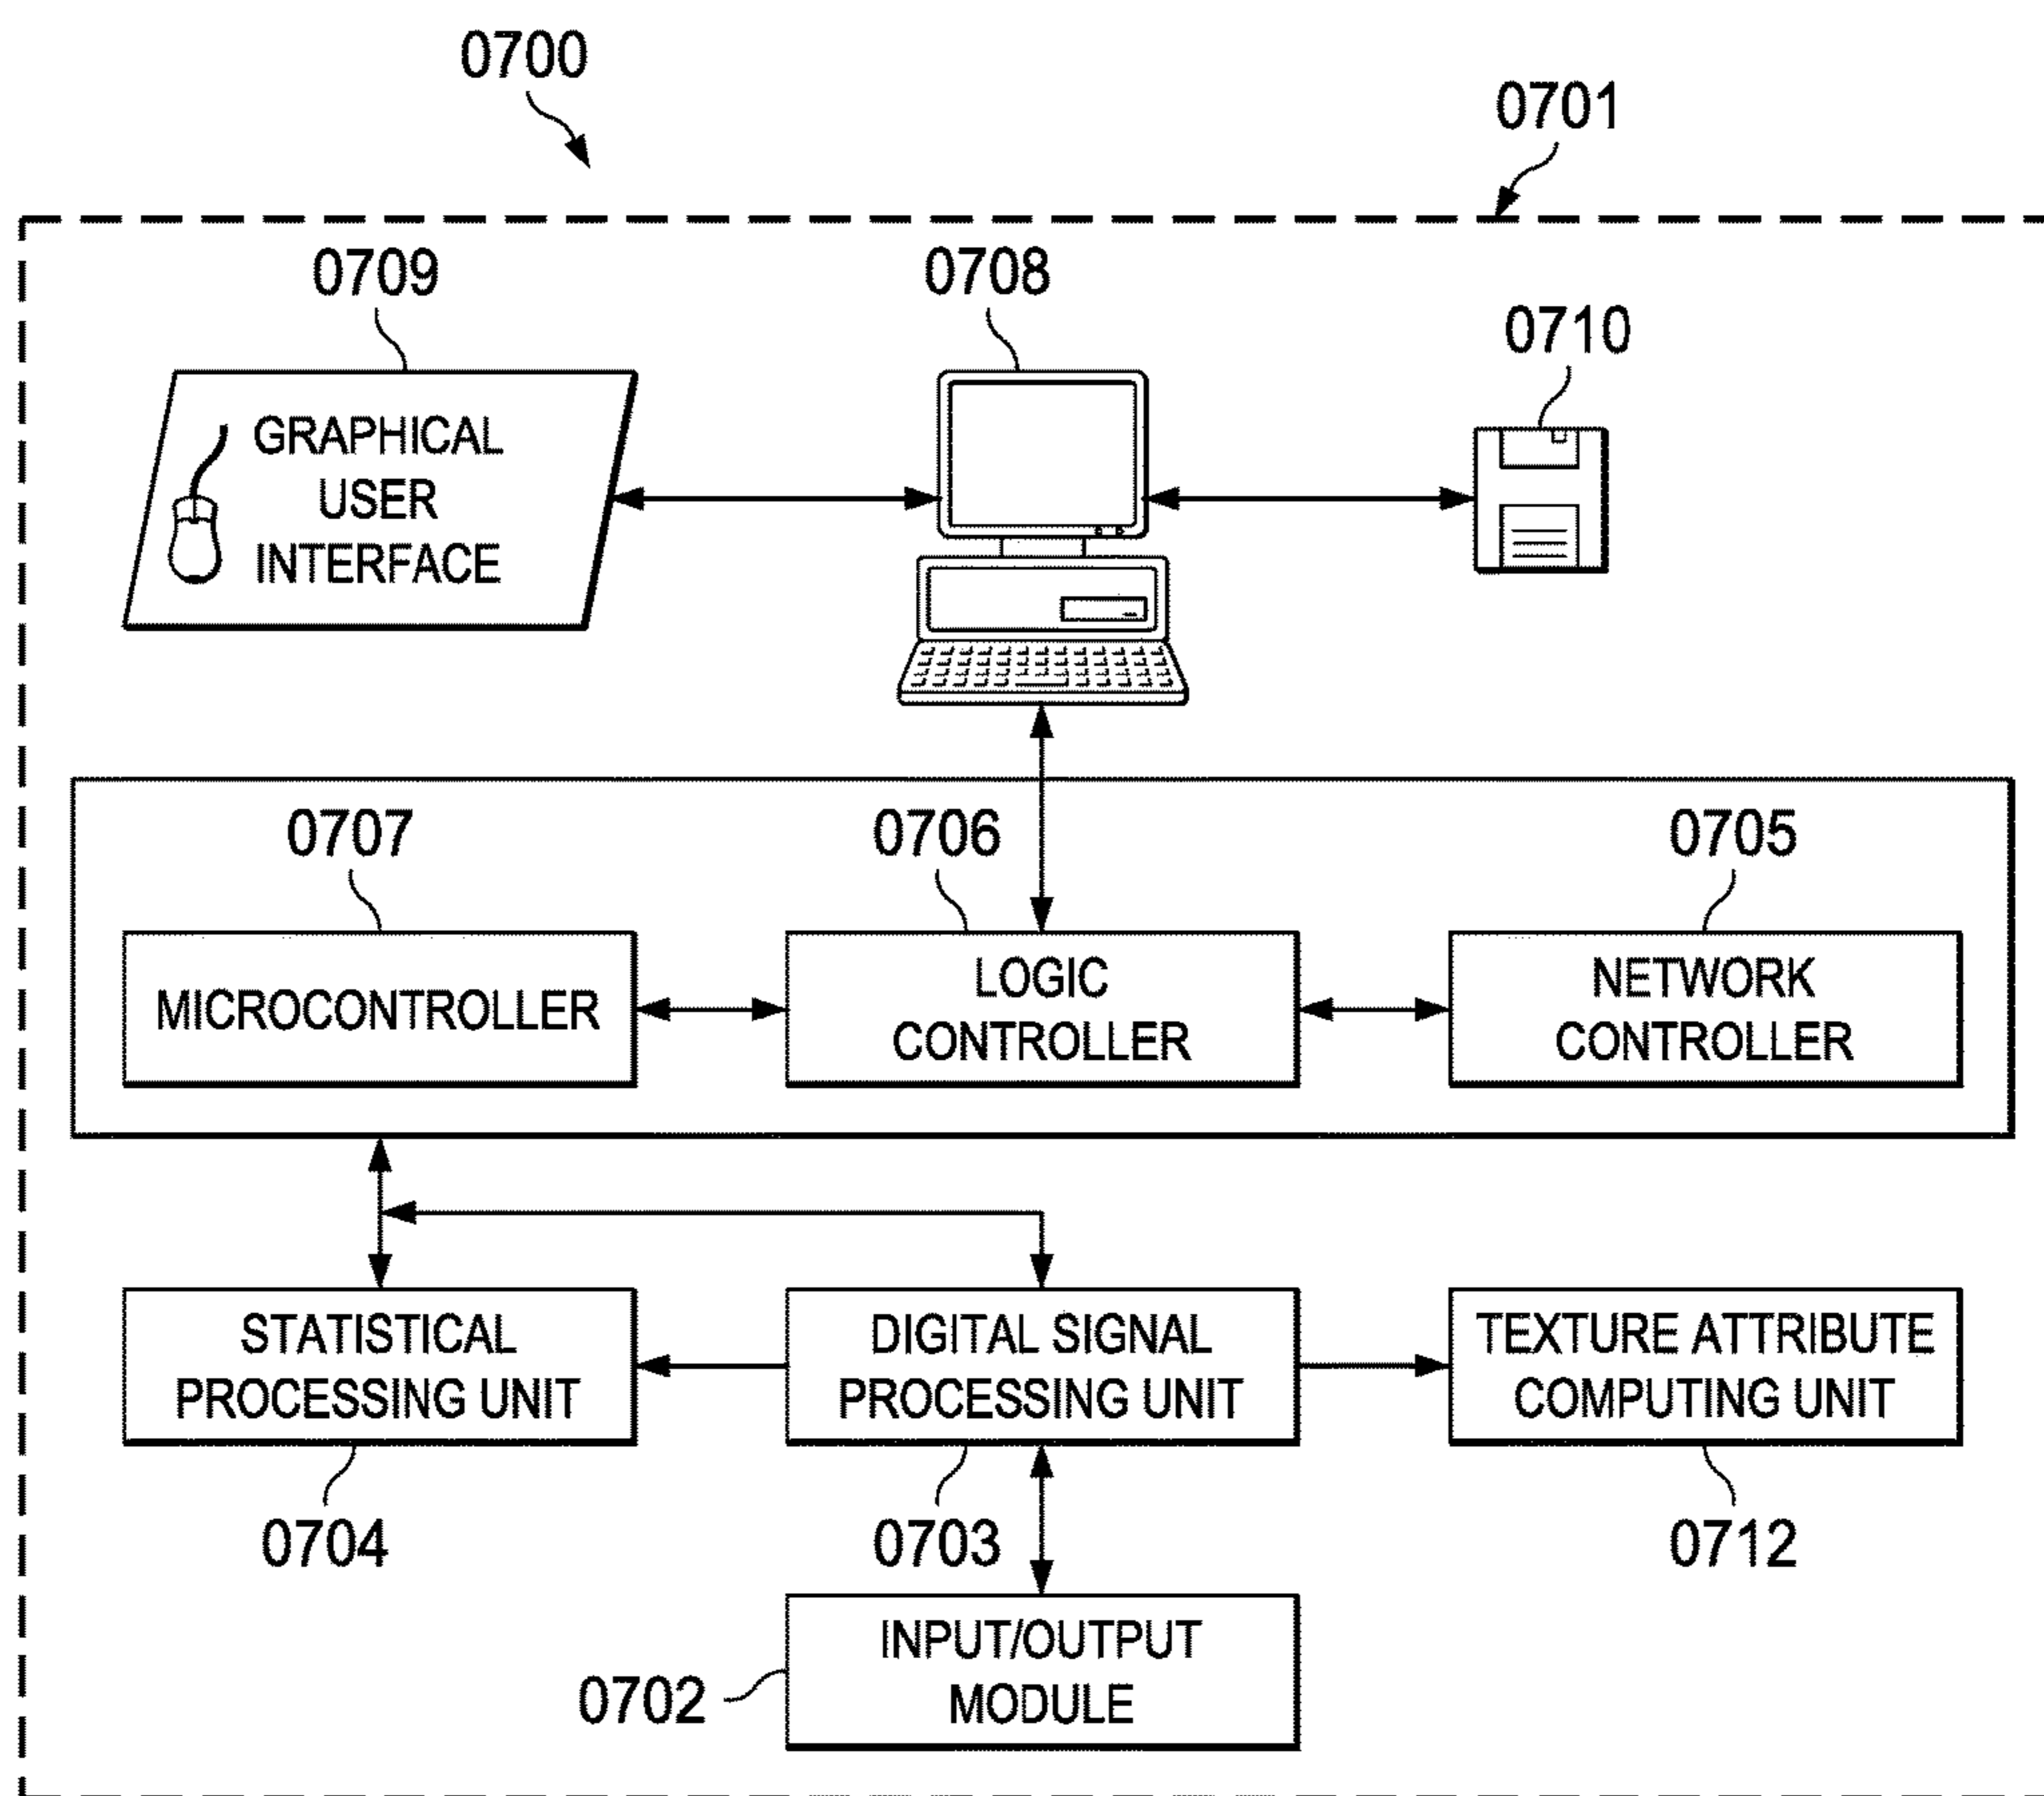 0700
0701
0709
0708
0710
GRAPHICAL
USER
INTERFACE
0707
0706
0705
MICROCONTROLLER
LOGIC
CONTROLLER
NETWORK
CONTROLLER
STATISTICAL
PROCESSING UNIT
DIGITAL SIGNAL
PROCESSING UNIT
TEXTURE ATTRIBUTE
COMPUTING UNIT
0704
0703
0712
INPUT/OUTPUT
MODULE
0702